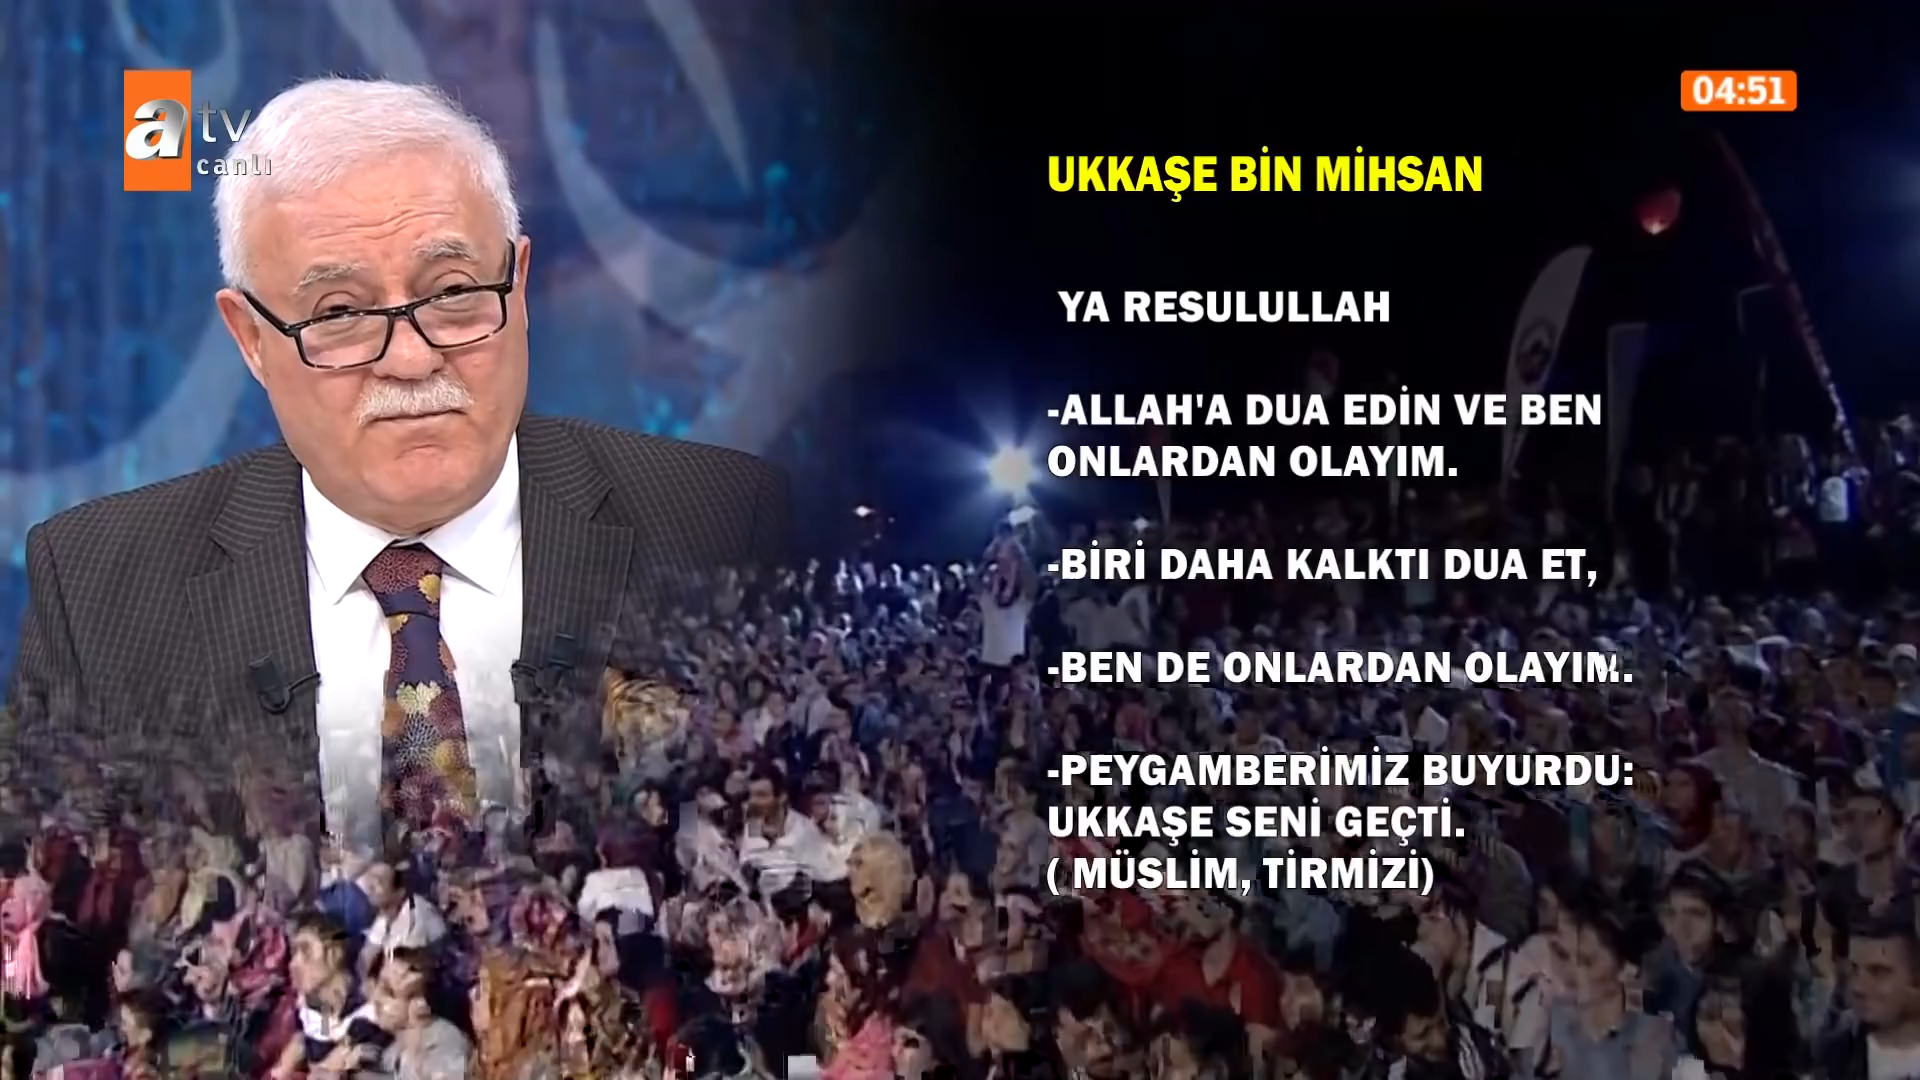 atv
canlı
04:51
UKKAŞE BİN MİHSAN
YA RESULULLAH
-ALLAH'A DUA EDİN VE BEN
ONLARDAN OLAYIM.
-BİRİ DAHA KALKTI DUA ET,
-BEN DE ONLARDAN OLAYIM.
-PEYGAMBERİMİZ BUYURDU:
UKKAŞE SENİ GEÇTİ.
( MÜSLİM, TİRMİZİ)